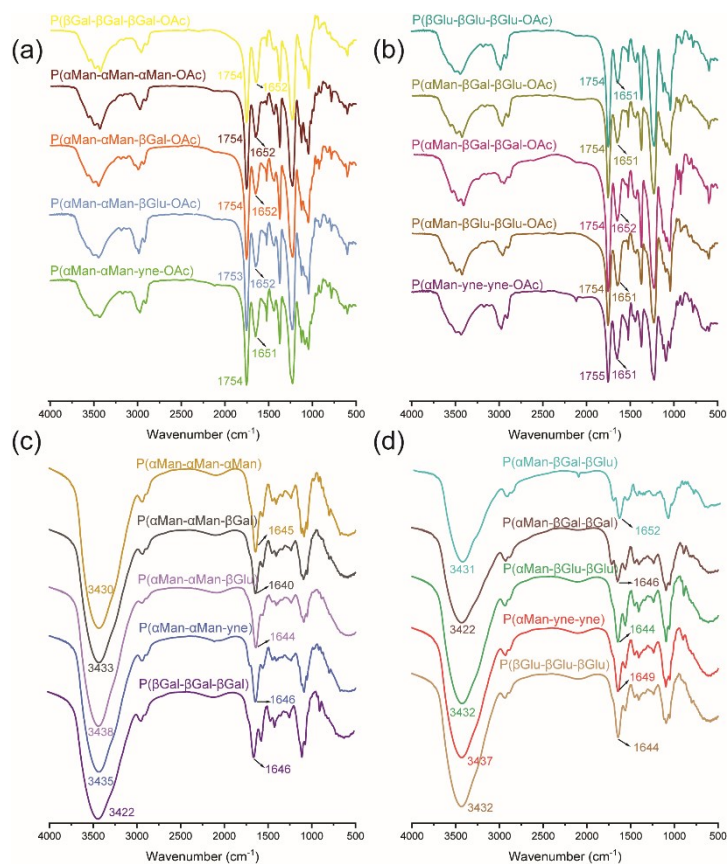 (a)
P(βGal-βGal-βGal-OAc)
1754
1652
P(αMan-αMan-αMan-OAc)
1754
1652
P(αMan-αMan-βGal-OAc)
1754
1652
P(αMan-αMan-βGlu-OAc)
1753
1652
P(αMan-αMan-yne-OAc)
1754
1651
4000 3500 3000 2500 2000 1500 1000 500
Wavenumber (cm⁻¹)
(b)
P(βGlu-βGlu-βGlu-OAc)
1754
1651
P(αMan-βGal-βGlu-OAc)
1754
1651
P(αMan-βGal-βGal-OAc)
1754
1652
P(αMan-βGlu-βGlu-OAc)
1754
1651
P(αMan-yne-yne-OAc)
1755
1651
4000 3500 3000 2500 2000 1500 1000 500
Wavenumber (cm⁻¹)
(c)
P(αMan-αMan-αMan)
3430
1645
P(αMan-αMan-βGal)
3433
1640
P(αMan-αMan-βGlu)
3438
1644
P(αMan-αMan-yne)
3435
1646
P(βGal-βGal-βGal)
3422
1646
4000 3500 3000 2500 2000 1500 1000 500
Wavenumber (cm⁻¹)
(d)
P(αMan-βGal-βGlu)
3431
1652
P(αMan-βGal-βGal)
3422
1646
P(αMan-βGlu-βGlu)
3432
1644
P(αMan-yne-yne)
3437
1649
P(βGlu-βGlu-βGlu)
3432
1644
4000 3500 3000 2500 2000 1500 1000 500
Wavenumber (cm⁻¹)